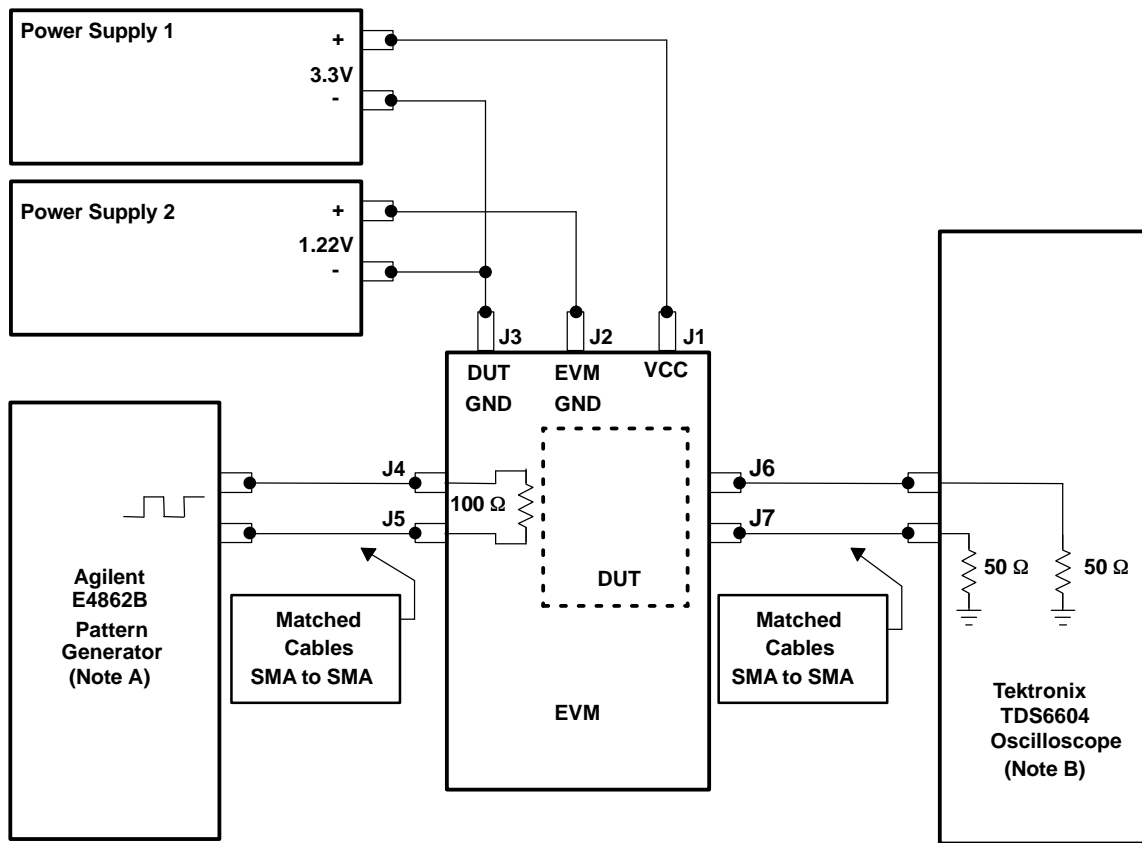 Power Supply 1
+
3.3V
-
Power Supply 2
+
1.22V
-
J3
J2
J1
DUT
GND
EVM
GND
VCC
J4
J5
100 Ω
DUT
EVM
J6
J7
50 Ω
50 Ω
Agilent
E4862B
Pattern
Generator
(Note A)
Matched
Cables
SMA to SMA
Matched
Cables
SMA to SMA
Tektronix
TDS6604
Oscilloscope
(Note B)